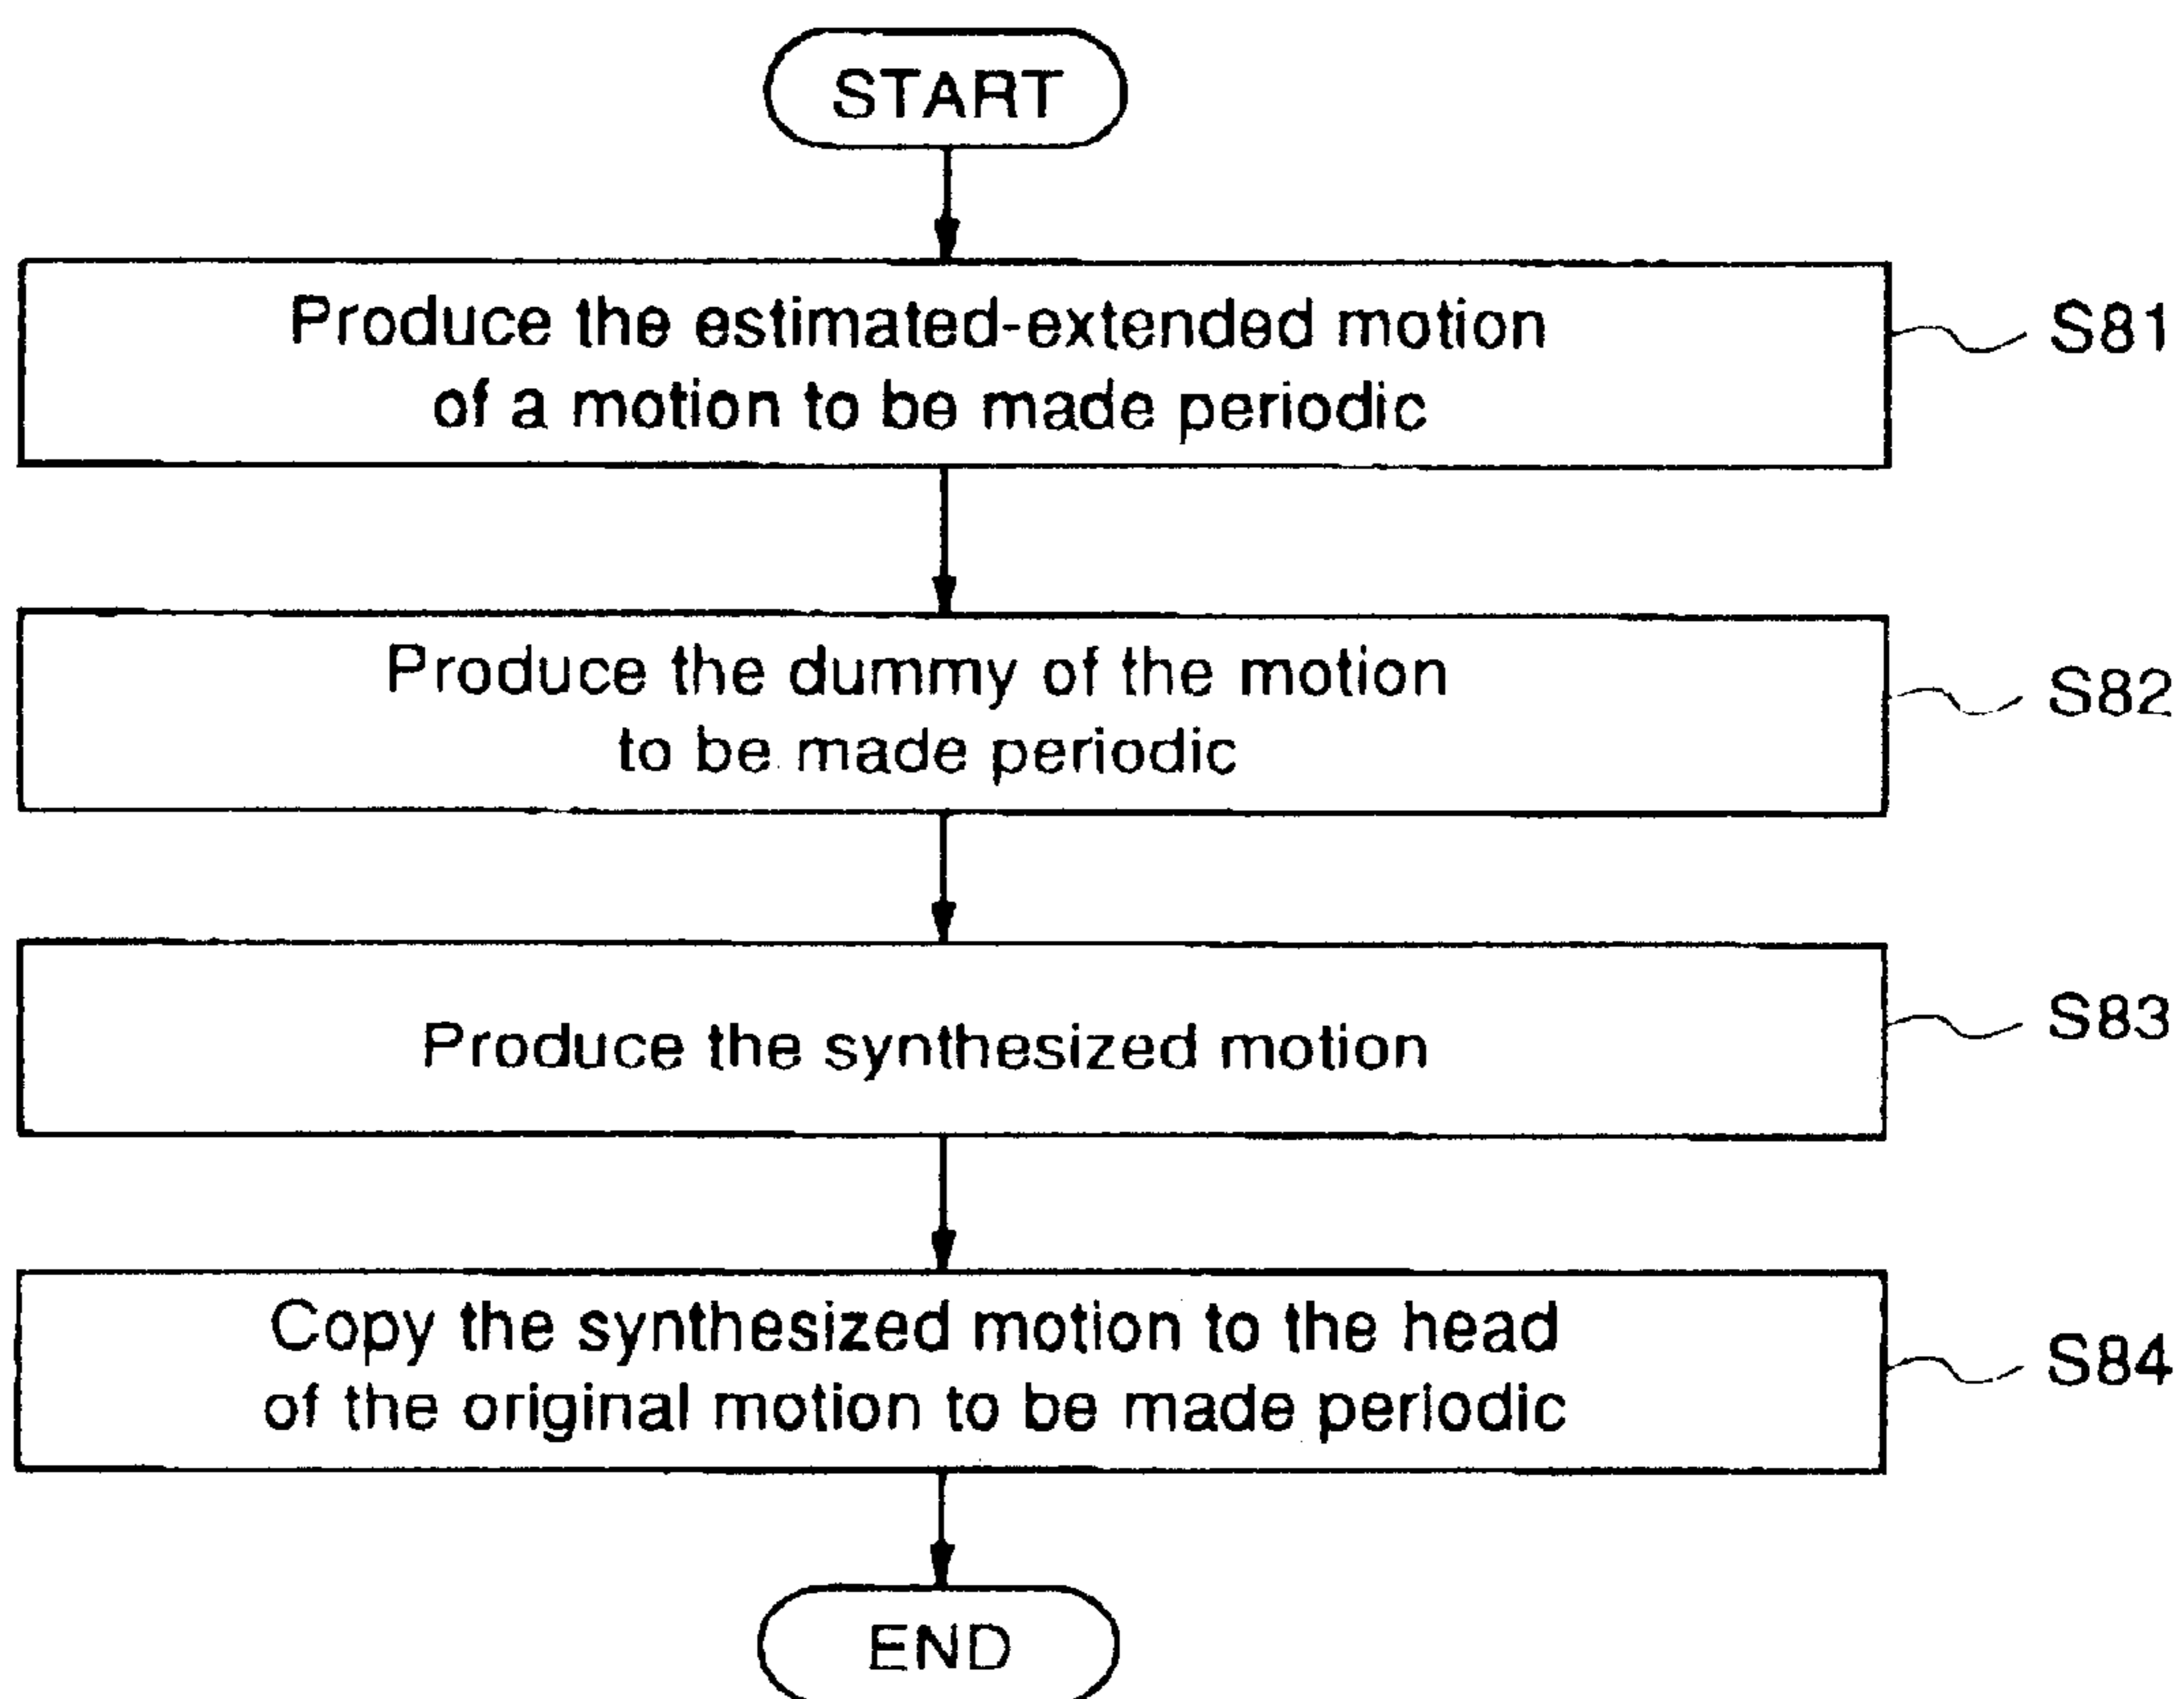 START
Produce the estimated-extended motion
of a motion to be made periodic
S81
Produce the dummy of the motion
to be made periodic
S82
Produce the synthesized motion
S83
Copy the synthesized motion to the head
of the original motion to be made periodic
S84
END